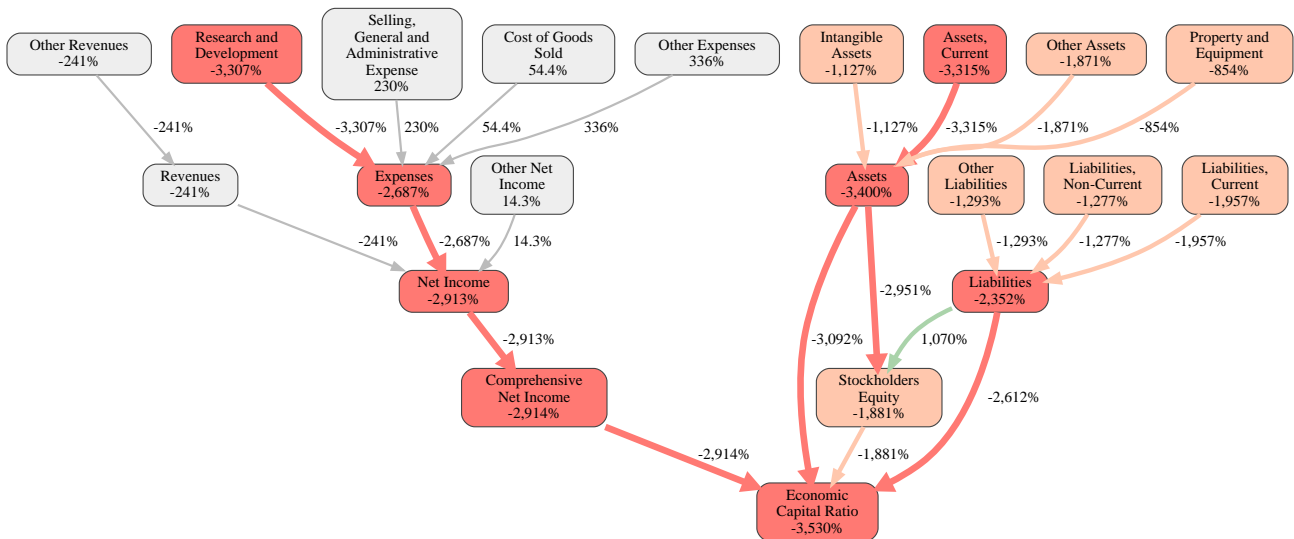 Other Revenues
-241%
Research and
Development
-3,307%
Selling,
General and
Administrative
Expense
230%
Cost of Goods
Sold
54.4%
Other Expenses
336%
Intangible
Assets
-1,127%
Assets,
Current
-3,315%
Other Assets
-1,871%
Property and
Equipment
-854%
-241%
-3,307%
230%
54.4%
336%
-1,127%
-3,315%
-1,871%
-854%
Revenues
-241%
Expenses
-2,687%
Other Net
Income
14.3%
Assets
-3,400%
Other
Liabilities
-1,293%
Liabilities,
Non-Current
-1,277%
Liabilities,
Current
-1,957%
-241%
-2,687%
14.3%
-1,293%
-1,277%
-1,957%
Net Income
-2,913%
-2,951%
Liabilities
-2,352%
-2,913%
-3,092%
1,070%
Comprehensive
Net Income
-2,914%
Stockholders
Equity
-1,881%
-2,612%
-2,914%
-1,881%
Economic
Capital Ratio
-3,530%